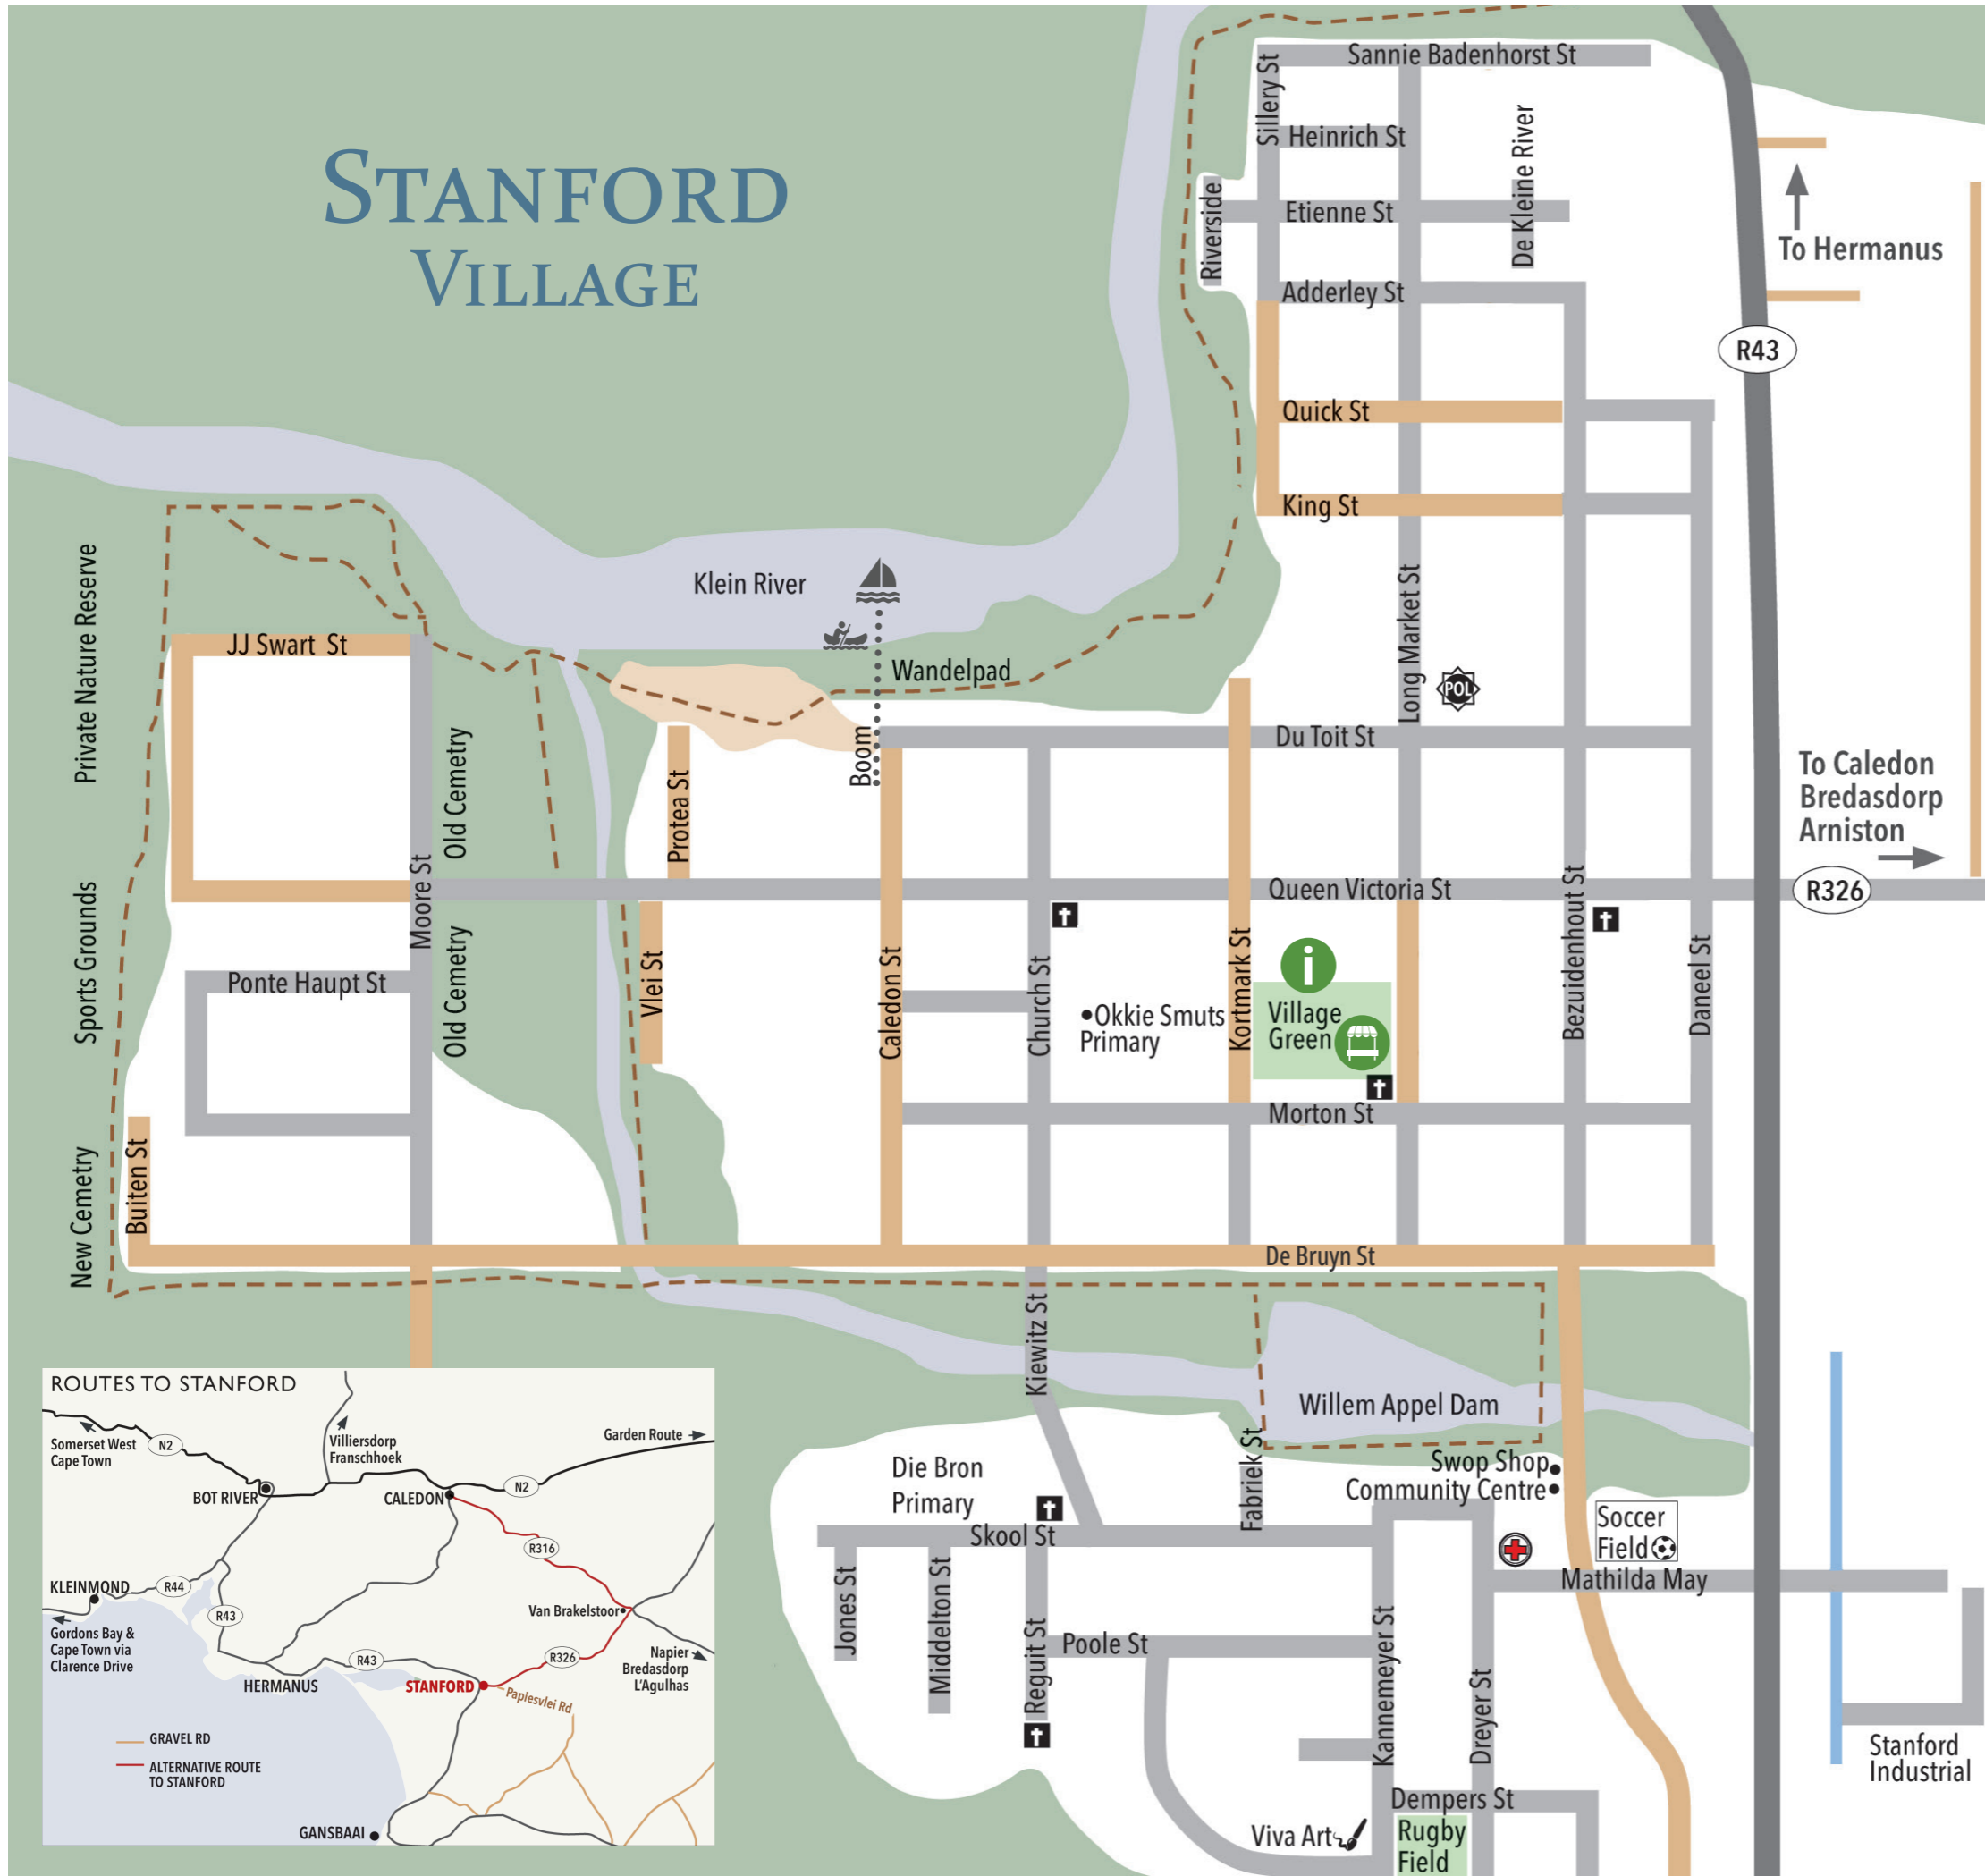 STANFORD
VILLAGE
Sannie Badenhorst St
Sillery St
Heinrich St
De Kleine River
Riverside
Etienne St
To Hermanus
Adderley St
R43
Quick St
King St
Private Nature Reserve
Klein River
Long Market St
JJ Swart St
Wandelpad
POL
Old Cemetry
Boom
Du Toit St
Protea St
To Caledon
Bredasdorp
Arniston
Moore St
Queen Victoria St
R326
Sports Grounds
Old Cemetry
Vlei St
Caledon St
Church St
Kortmark St
i
Bezuidenhout St
Daneel St
Ponte Haupt St
•Okkie Smuts
Primary
Village
Green
Morton St
New Cemetry
Buiten St
De Bruyn St
Kiewitz St
Willem Appel Dam
Fabriek St
Die Bron
Primary
Swop Shop
Community Centre
Soccer
Field
Skool St
Mathilda May
Jones St
Middelton St
Reguit St
Poole St
Kannemeyer St
Dreyer St
Stanford
Industrial
Dempers St
Viva Art
Rugby
Field
ROUTES TO STANFORD
Somerset West
Cape Town
N2
Villiersdorp
Franschhoek
Garden Route
BOT RIVER
CALEDON
N2
R316
KLEINMOND
R44
R43
Van Brakelstoor
Gordons Bay &
Cape Town via
Clarence Drive
R43
R326
Napier
Bredasdorp
L'Agulhas
HERMANUS
STANFORD
Papiesvlei Rd
GRAVEL RD
ALTERNATIVE ROUTE
TO STANFORD
GANSBAAI